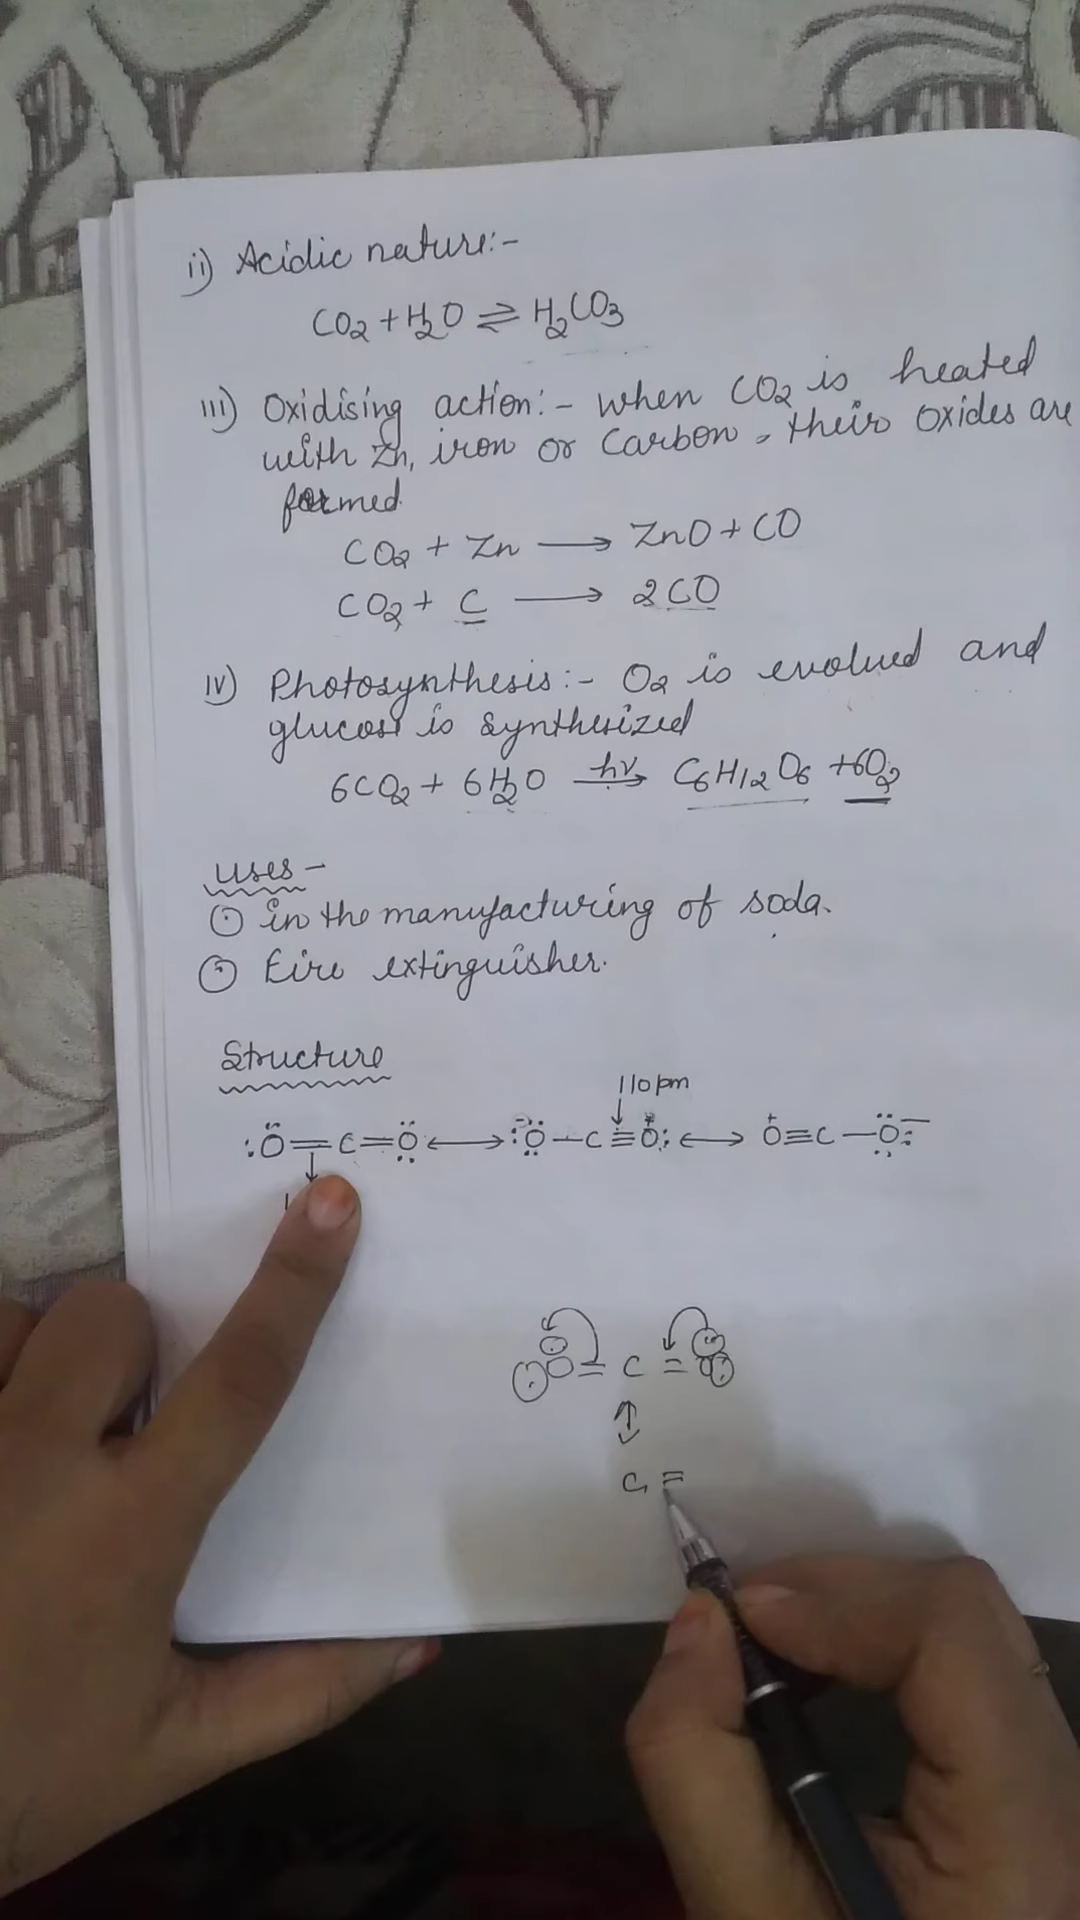 ii) Acidic nature:-
CO2 + H2O ⇌ H2CO3
iii) Oxidising action:- when CO2 is heated
with Zn, iron or Carbon, their oxides are
formed.
CO2 + Zn ⟶ ZnO + CO
CO2 + C ⟶ 2CO
iv) Photosynthesis:- O2 is evolved and
glucose is synthesized
6CO2 + 6H2O hν→ C6H12O6 + 6O2
uses -
① in the manufacturing of soda.
② Fire extinguisher.
Structure
110pm
:Ö=C=Ö ⟷ :Ö–C≡O: ⟷ O≡C–Ö:
O = C = O
C =